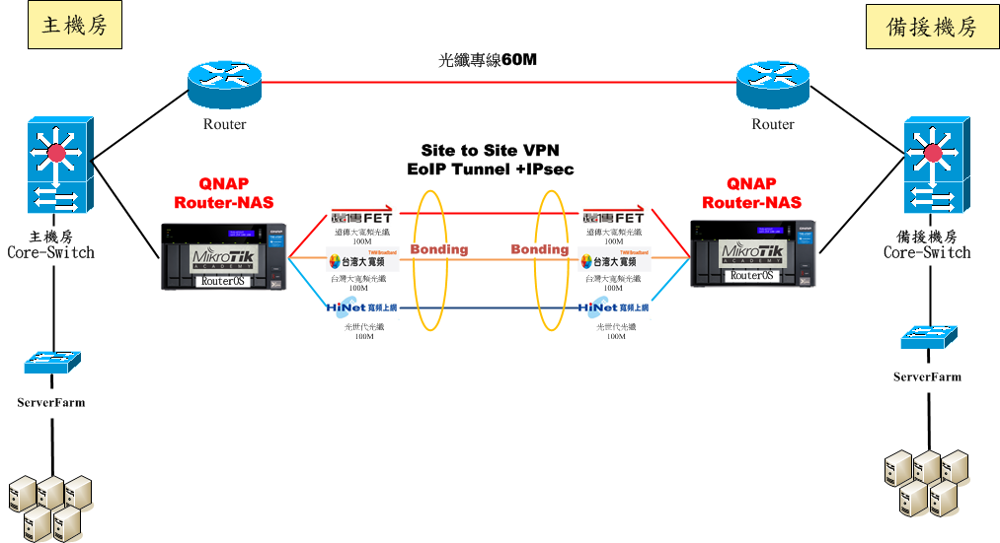 主機房
備援機房
光纖專線60M
Router
Router
Site to Site VPN
EoIP Tunnel +IPsec
QNAP
Router-NAS
QNAP
Router-NAS
主機房
Core-Switch
備援機房
Core-Switch
MikroTik
ACADEMY
RouterOS
MikroTik
ACADEMY
RouterOS
遠傳FET
遠傳大寬頻光纖
100M
遠傳FET
遠傳大寬頻光纖
100M
Bonding
Bonding
TWM Broadband
台灣大寬頻
台灣大寬頻光纖
100M
TWM Broadband
台灣大寬頻
台灣大寬頻光纖
100M
HiNet 寬頻上網
光世代光纖
100M
HiNet 寬頻上網
光世代光纖
100M
ServerFarm
ServerFarm